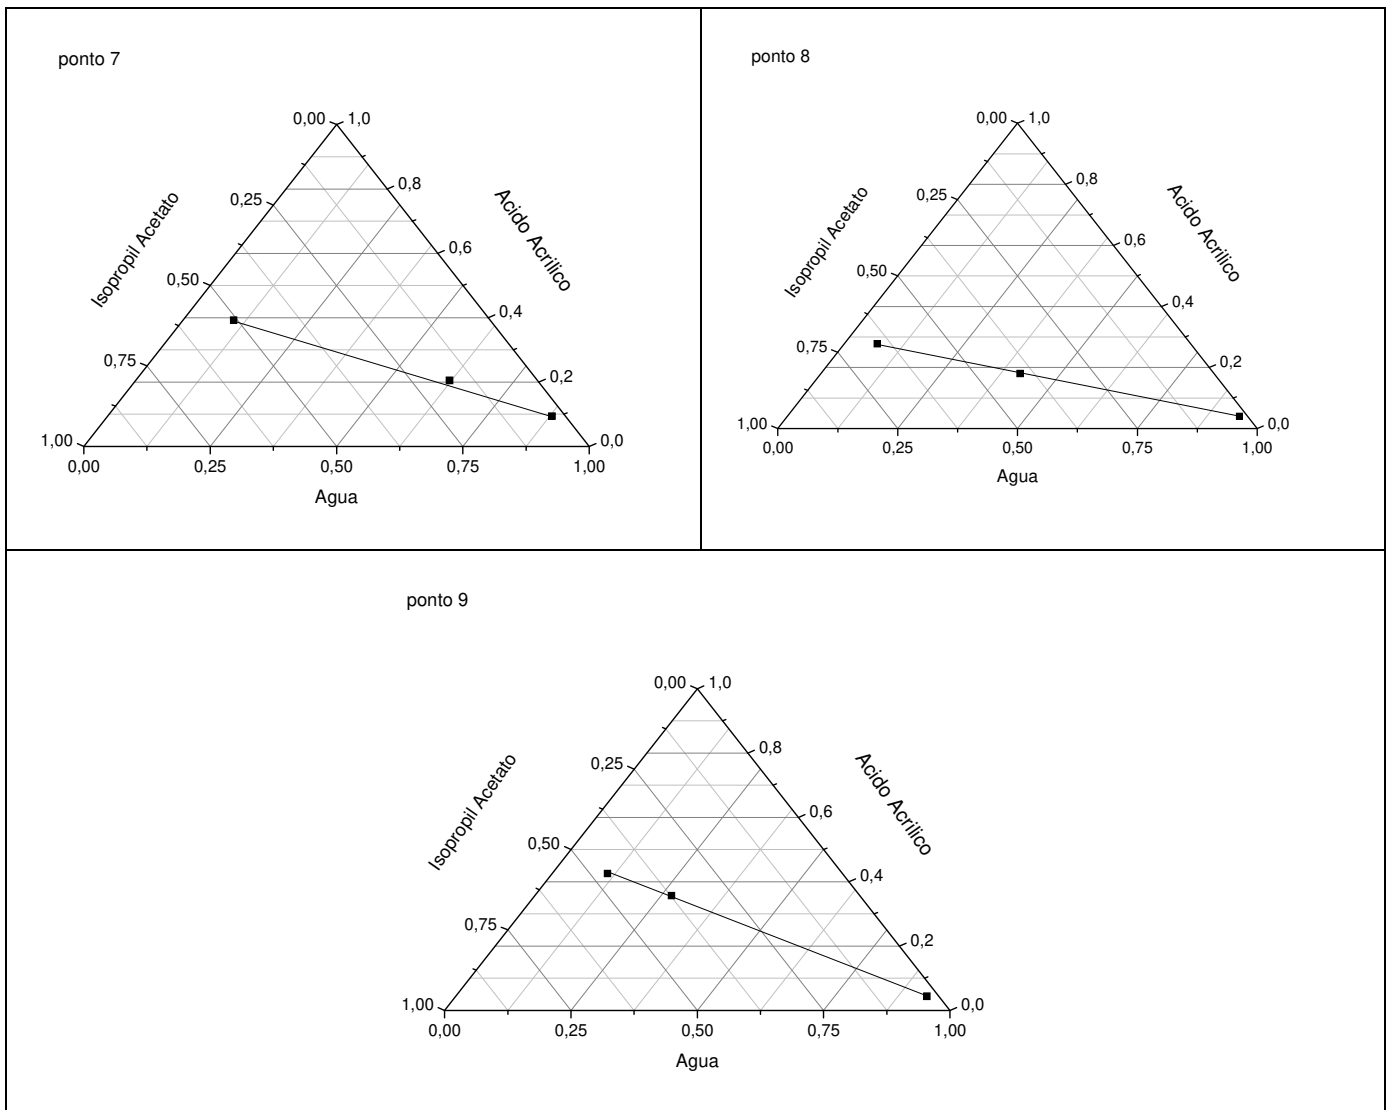 ponto 7
0,00 1,0
0,25 0,8
Isopropil Acetato
Acido Acrilico
0,50 0,6
0,75 0,4
0,2
1,00 0,0
0,00 0,25 0,50 0,75 1,00
Agua
ponto 8
0,00 1,0
0,25 0,8
Isopropil Acetato
Acido Acrilico
0,50 0,6
0,75 0,4
0,2
1,00 0,0
0,00 0,25 0,50 0,75 1,00
Agua
ponto 9
0,00 1,0
0,25 0,8
Isopropil Acetato
Acido Acrilico
0,50 0,6
0,75 0,4
0,2
1,00 0,0
0,00 0,25 0,50 0,75 1,00
Agua